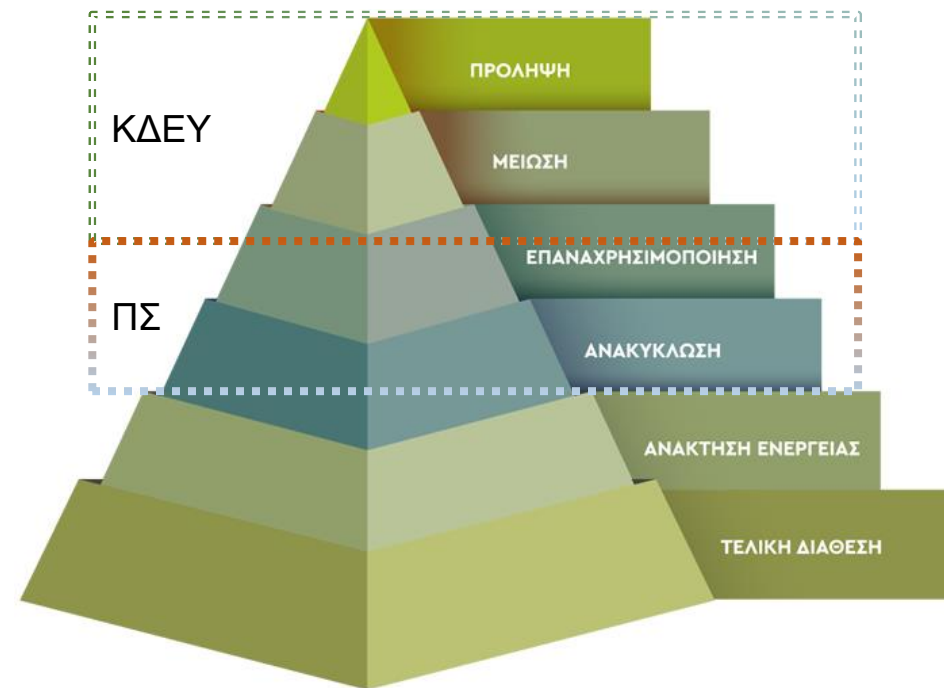 ΠΡΟΛΗΨΗ
ΚΔΕΥ
ΜΕΙΩΣΗ
ΕΠΑΝΑΧΡΗΣΙΜΟΠΟΙΗΣΗ
ΠΣ
ΑΝΑΚΥΚΛΩΣΗ
ΑΝΑΚΤΗΣΗ ΕΝΕΡΓΕΙΑΣ
ΤΕΛΙΚΗ ΔΙΑΘΕΣΗ